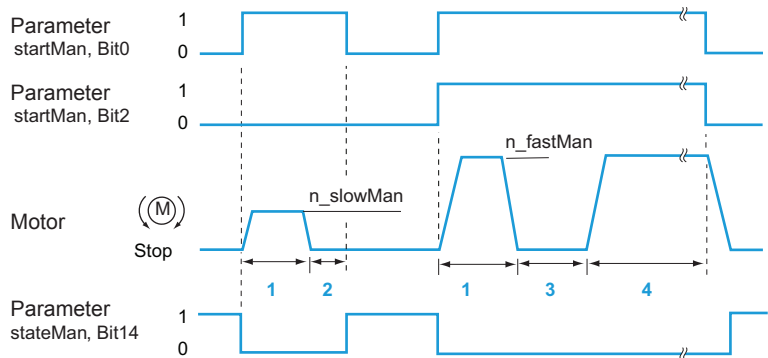 Parameter
startMan, Bit0
1
0
Parameter
startMan, Bit2
1
0
n_fastMan
n_slowMan
Motor
M
Stop
1
2
1
3
4
Parameter
stateMan, Bit14
1
0